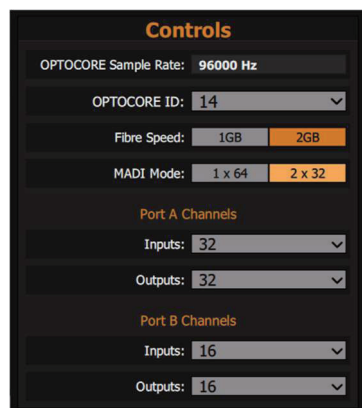 Controls
OPTOCORE Sample Rate: 96000 Hz
OPTOCORE ID: 14
Fibre Speed: 1GB 2GB
MADI Mode: 1 x 64 2 x 32
Port A Channels
Inputs: 32
Outputs: 32
Port B Channels
Inputs: 16
Outputs: 16